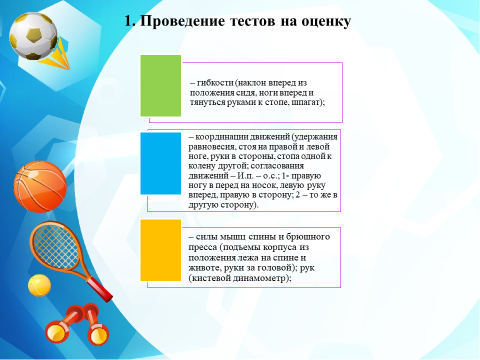 1. Проведение тестов на оценку
– гибкости (наклон вперед из
положения сидя, ноги вперед и
тянуться руками к стопе, шпагат);
– координации движений (удержания
равновесия, стоя на правой и левой
ноге, руки в стороны, стопа одной к
колену другой; согласования
движений – И.п. – о.с.; 1- правую
ногу в перед на носок, левую руку
вперед, правую в сторону; 2 – то же в
другую сторону).
– силы мышц спины и брюшного
пресса (подъемы корпуса из
положения лежа на спине и
животе, руки за головой); рук
(кистевой динамометр);